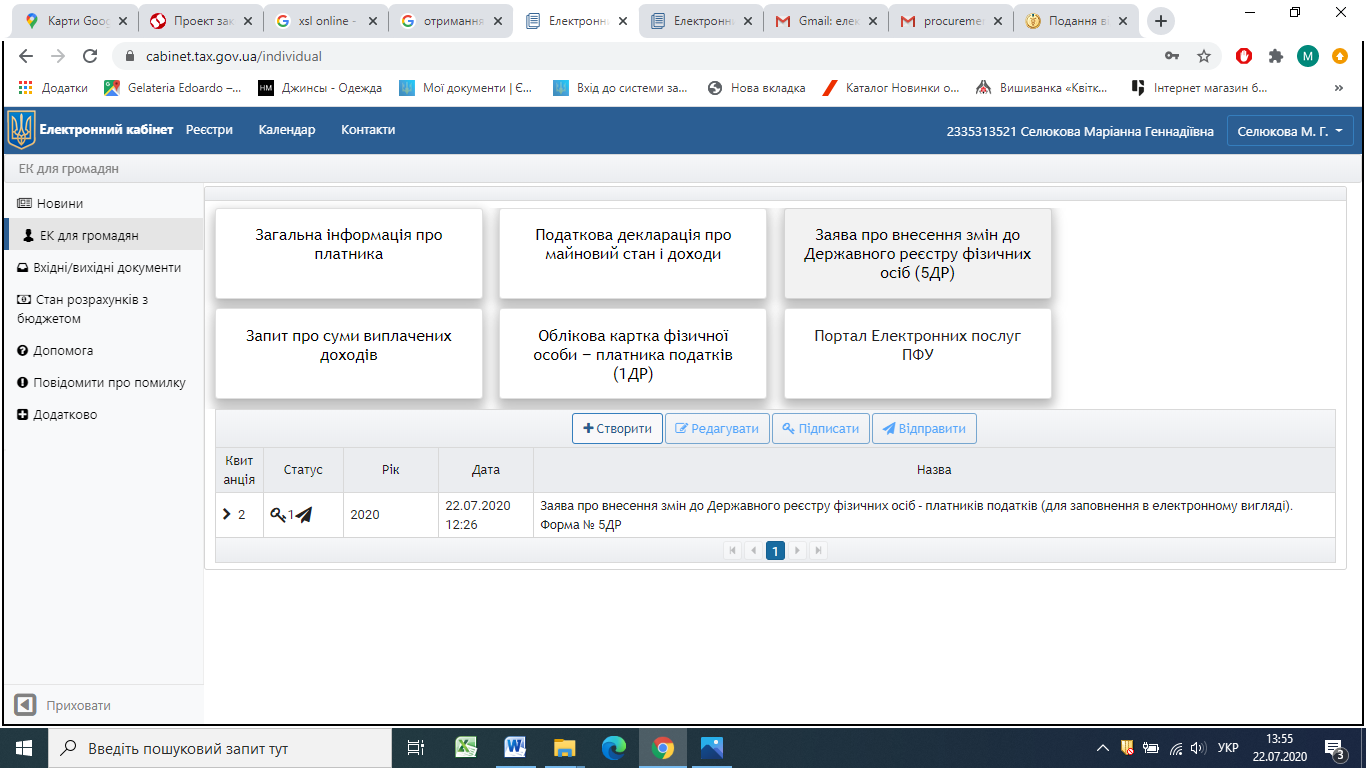 Карти Goog
Проект зак
xsl online -
отримання
Електронн
Електронн
Gmail: елек
procuremen
Подання ві
cabinet.tax.gov.ua/individual
M
Додатки
Gelateria Edoardo –...
HM
Джинсы - Одежда
Мої документи | Є...
Вхід до системи за...
Нова вкладка
Каталог Новинки о...
Вишиванка «Квітк...
Інтернет магазин б...
»
Електронний кабінет
Реєстри
Календар
Контакти
2335313521 Селюкова Маріанна Геннадіївна
Селюкова М. Г.
ЕК для громадян
Новини
ЕК для громадян
Вхідні/вихідні документи
Стан розрахунків з
бюджетом
Допомога
Повідомити про помилку
Додатково
Приховати
Загальна інформація про
платника
Податкова декларація про
майновий стан і доходи
Заява про внесення змін до
Державного реєстру фізичних
осіб (5ДР)
Запит про суми виплачених
доходів
Облікова картка фізичної
особи – платника податків
(1ДР)
Портал Електронних послуг
ПФУ
Створити
Редагувати
Підписати
Відправити
Квит
анція
Статус
Рік
Дата
Назва
2
1
2020
22.07.2020
12:26
Заява про внесення змін до Державного реєстру фізичних осіб - платників податків (для заповнення в електронному вигляді).
Форма № 5ДР
1
Введіть пошуковий запит тут
УКР
13:55
22.07.2020
3